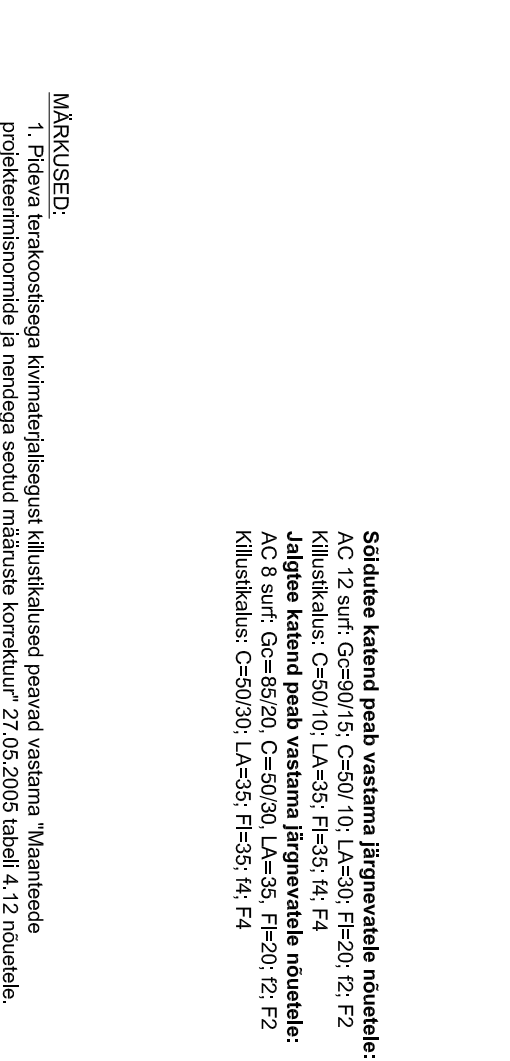 Sõidutee katend peab vastama järgnevatele nõuetele:
AC 12 surf: Gc=90/15; C=50/10; LA=30; FI=20; f2; F2
Killustikalus: C=50/10; LA=35; FI=35; f4; F4
Jalgtee katend peab vastama järgnevatele nõuetele:
AC 8 surf: Gc=85/20, C=50/30, LA=35, FI=20; f2; F2
Killustikalus: C=50/30; LA=35; FI=35; f4; F4
MÄRKUSED:
1. Pideva terakoostisega kivimaterjalisegust killustikalused peavad vastama "Maanteede
projekteerimisnormide ja nendega seotud määruste korrektuur" 27.05.2005 tabeli 4.12 nõuetele.